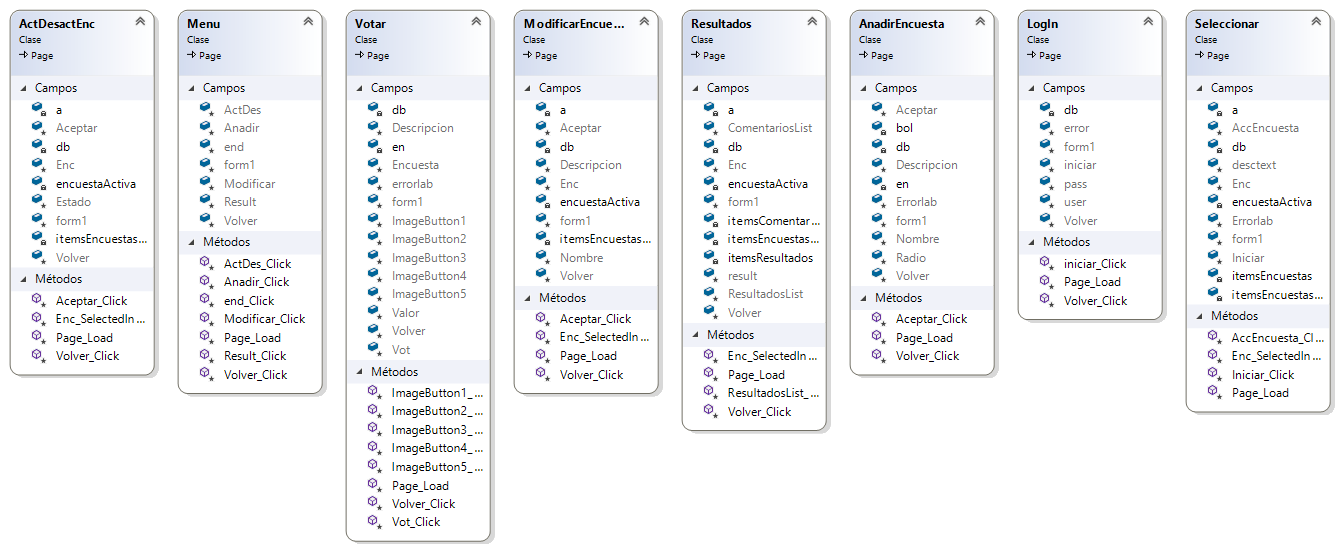 ActDesactEnc
Clase
Page
Campos
a
Aceptar
db
Enc
encuestaActiva
Estado
form1
itemsEncuestas...
Volver
Métodos
Aceptar_Click
Enc_SelectedIn...
Page_Load
Volver_Click
Menu
Clase
Page
Campos
ActDes
Anadir
end
form1
Modificar
Result
Volver
Métodos
ActDes_Click
Anadir_Click
end_Click
Modificar_Click
Page_Load
Result_Click
Volver_Click
Votar
Clase
Page
Campos
db
Descripcion
en
Encuesta
errorlab
form1
ImageButton1
ImageButton2
ImageButton3
ImageButton4
ImageButton5
Valor
Volver
Vot
Métodos
ImageButton1_...
ImageButton2_...
ImageButton3_...
ImageButton4_...
ImageButton5_...
Page_Load
Volver_Click
Vot_Click
ModificarEncue...
Clase
Page
Campos
a
Aceptar
db
Descripcion
Enc
encuestaActiva
form1
itemsEncuestas...
Nombre
Volver
Métodos
Aceptar_Click
Enc_SelectedIn...
Page_Load
Volver_Click
Resultados
Clase
Page
Campos
a
ComentariosList
db
Enc
encuestaActiva
form1
itemsComentar...
itemsEncuestas...
itemsResultados
result
ResultadosList
Volver
Métodos
Enc_SelectedIn...
Page_Load
ResultadosList_...
Volver_Click
AnadirEncuesta
Clase
Page
Campos
Aceptar
bol
db
Descripcion
en
Errorlab
form1
Nombre
Radio
Volver
Métodos
Aceptar_Click
Page_Load
Volver_Click
LogIn
Clase
Page
Campos
db
error
form1
iniciar
pass
user
Volver
Métodos
iniciar_Click
Page_Load
Volver_Click
Seleccionar
Clase
Page
Campos
a
AccEncuesta
db
desctext
Enc
encuestaActiva
Errorlab
form1
Iniciar
itemsEncuestas
itemsEncuestas...
Métodos
AccEncuesta_Cl...
Enc_SelectedIn...
Iniciar_Click
Page_Load